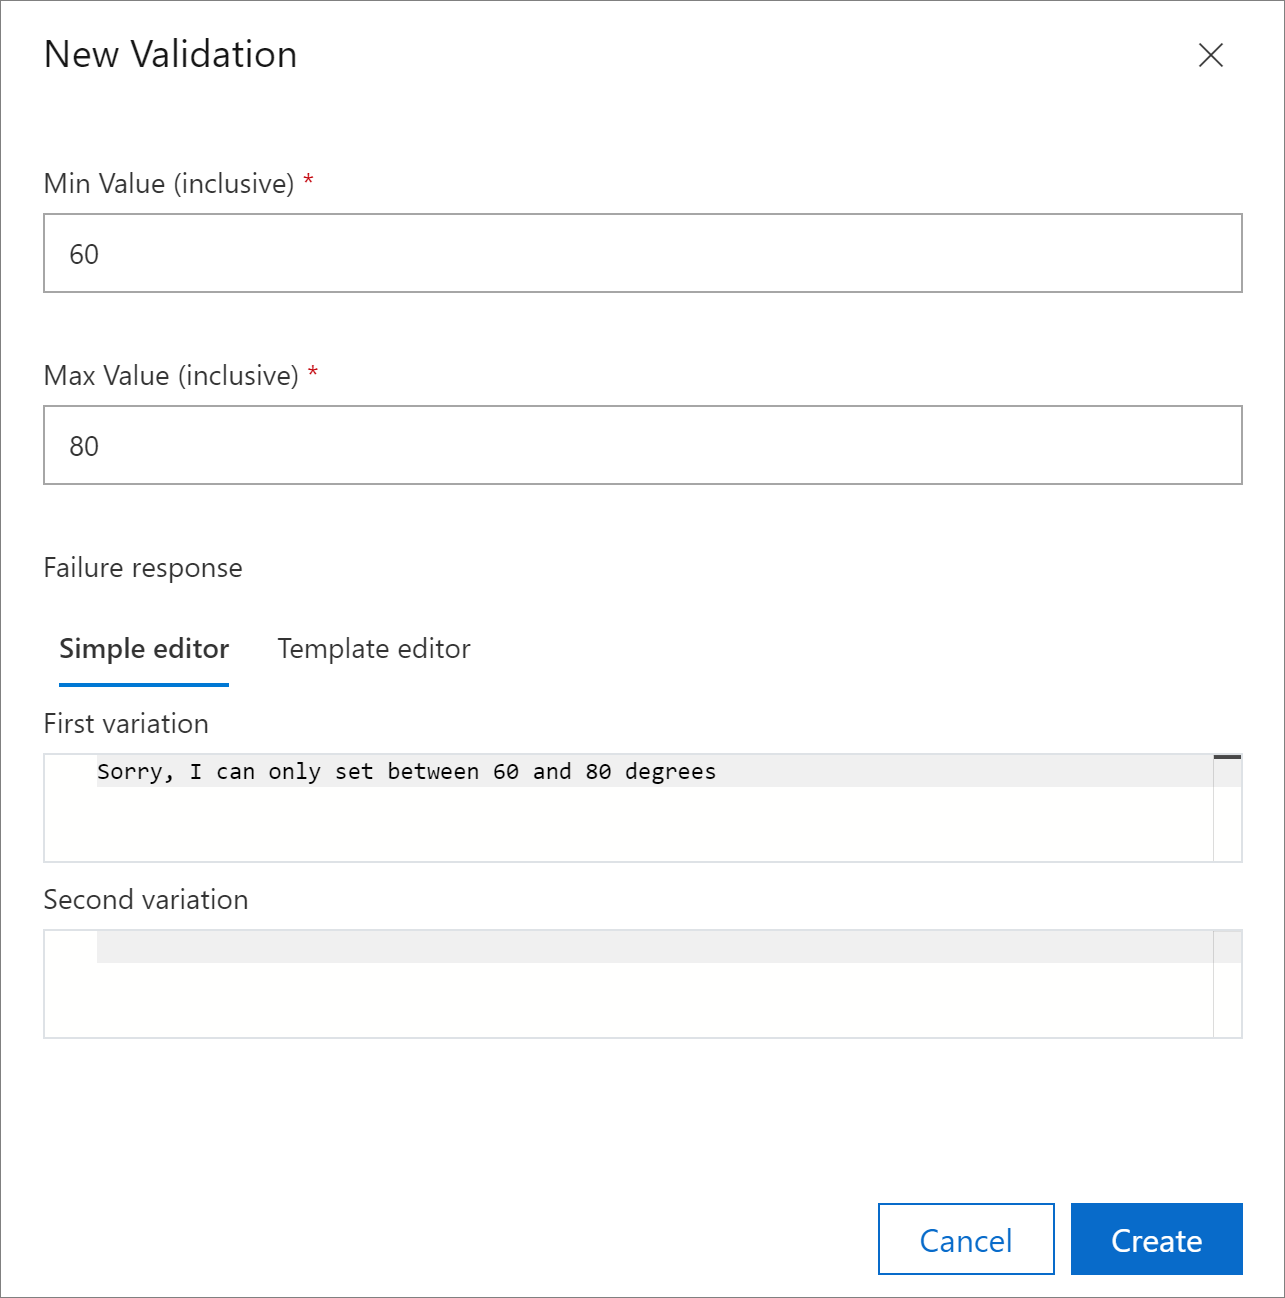 New Validation
Min Value (inclusive) *
60
Max Value (inclusive) *
80
Failure response
Simple editor Template editor
First variation
Sorry, I can only set between 60 and 80 degrees
Second variation
Cancel Create